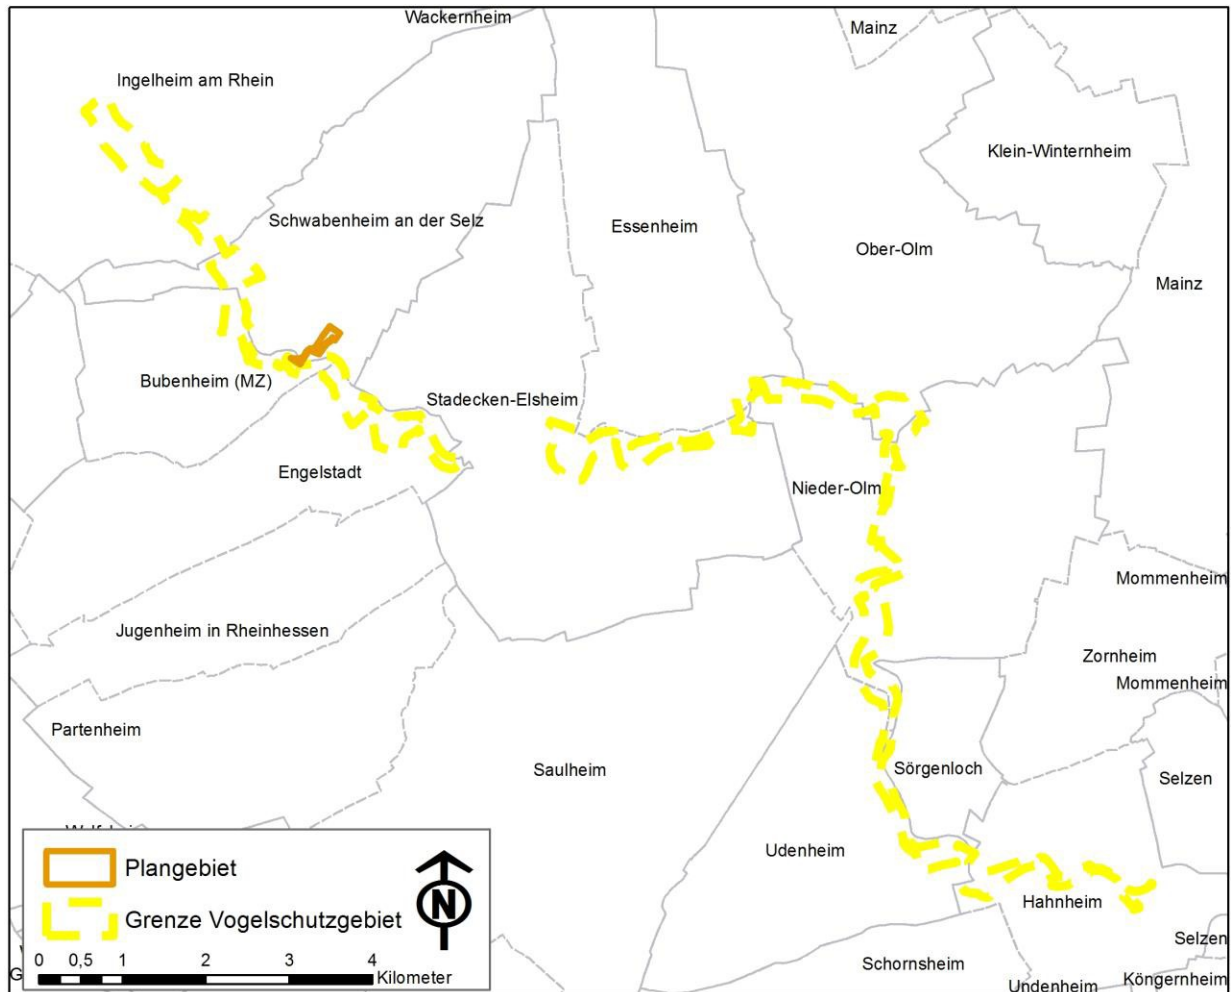 Wackernheim
Mainz
Ingelheim am Rhein
Klein-Winternheim
Schwabenheim an der Selz
Essenheim
Ober-Olm
Mainz
Bubenheim (MZ)
Stadecken-Elsheim
Engelstadt
Nieder-Olm
Mommenheim
Jugenheim in Rheinhessen
Zornheim
Mommenheim
Partenheim
Saulheim
Sörgenloch
Selzen
Udenheim
Hahnheim
Selzen
Schornsheim
Undenheim
Köngernheim
Plangebiet
Grenze Vogelschutzgebiet
N
0 0,5 1 2 3 4
Kilometer